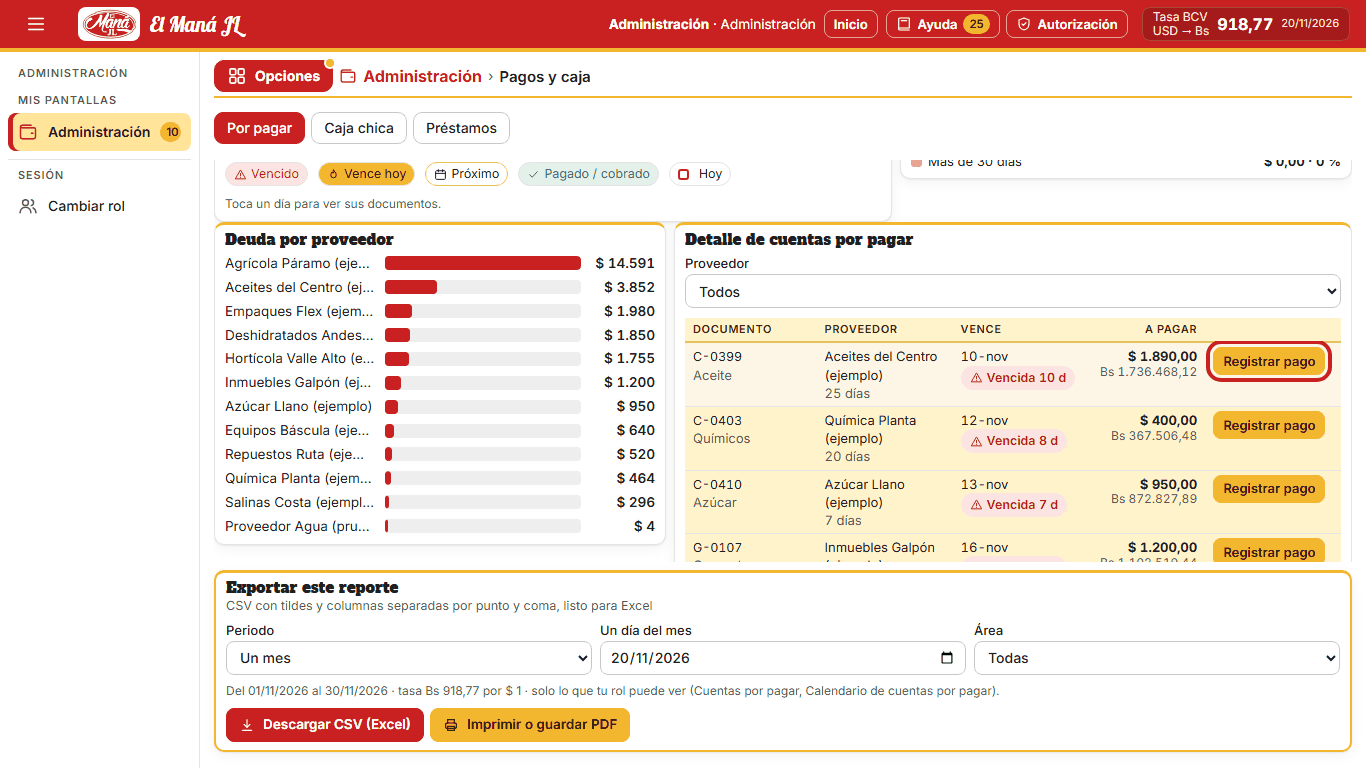 El Maná JL
Administración · Administración
Inicio
Ayuda 25
Autorización
Tasa BCV
USD → Bs
918,77
20/11/2026
ADMINISTRACIÓN
MIS PANTALLAS
Administración 10
SESIÓN
Cambiar rol
Opciones
Administración › Pagos y caja
Por pagar
Caja chica
Préstamos
Vencido
Vence hoy
Próximo
Pagado / cobrado
Hoy
Toca un día para ver sus documentos.
Más de 30 días $ 0,00 · 0 %
Deuda por proveedor
Agrícola Páramo (eje... $ 14.591
Aceites del Centro (ej... $ 3.852
Empaques Flex (ejem... $ 1.980
Deshidratados Andes... $ 1.850
Hortícola Valle Alto (e... $ 1.755
Inmuebles Galpón (ej... $ 1.200
Azúcar Llano (ejemplo) $ 950
Equipos Báscula (eje... $ 640
Repuestos Ruta (eje... $ 520
Química Planta (ejem... $ 464
Salinas Costa (ejempl... $ 296
Proveedor Agua (pru... $ 4
Detalle de cuentas por pagar
Proveedor
Todos
DOCUMENTO PROVEEDOR VENCE A PAGAR
C-0399 Aceites del Centro (ejemplo) 10-nov $ 1.890,00 Registrar pago
Aceite 25 días Vencida 10 d Bs 1.736.468,12
C-0403 Química Planta (ejemplo) 12-nov $ 400,00 Registrar pago
Químicos 20 días Vencida 8 d Bs 367.506,48
C-0410 Azúcar Llano (ejemplo) 13-nov $ 950,00 Registrar pago
Azúcar 7 días Vencida 7 d Bs 872.827,89
G-0107 Inmuebles Galpón 16-nov $ 1.200,00 Registrar pago
Exportar este reporte
CSV con tildes y columnas separadas por punto y coma, listo para Excel
Periodo
Un mes
Un día del mes
20/11/2026
Área
Todas
Del 01/11/2026 al 30/11/2026 · tasa Bs 918,77 por $ 1 · solo lo que tu rol puede ver (Cuentas por pagar, Calendario de cuentas por pagar).
Descargar CSV (Excel)
Imprimir o guardar PDF